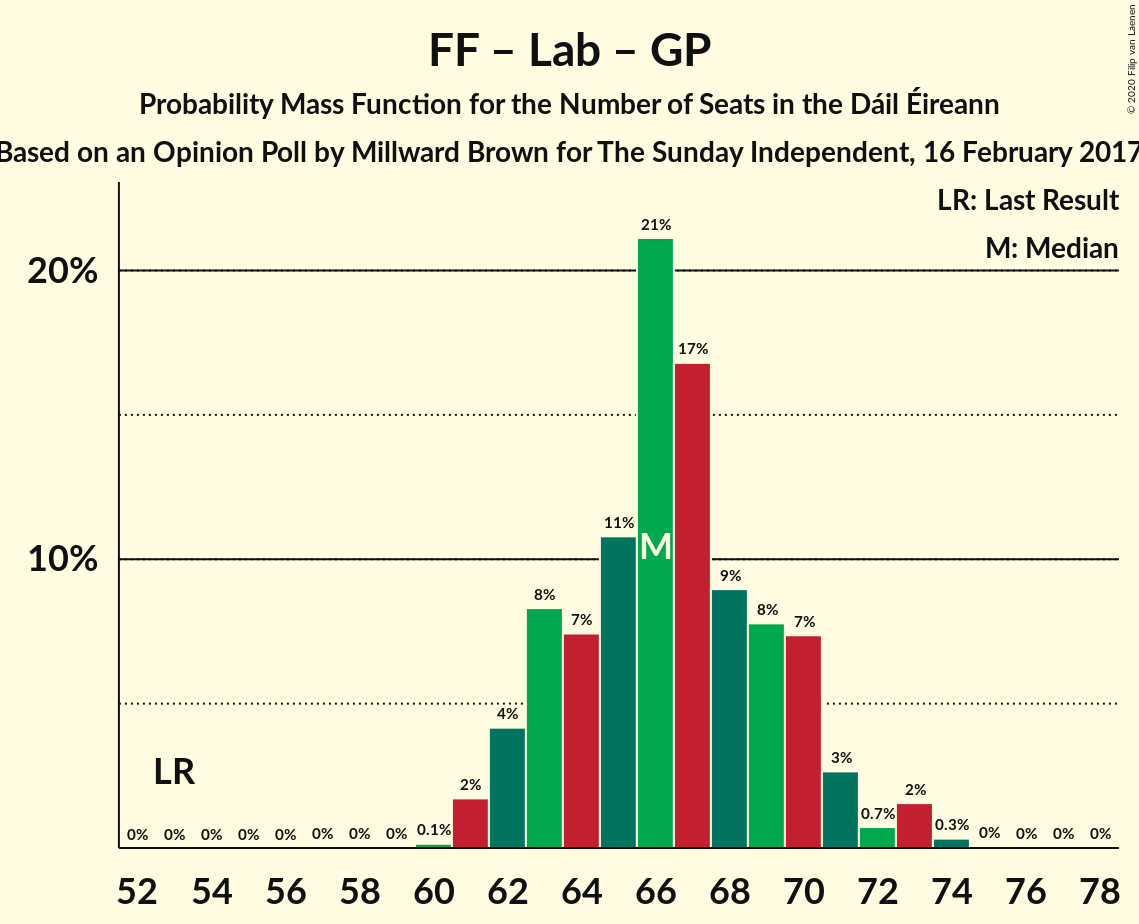 FF – Lab – GP
Probability Mass Function for the Number of Seats in the Dáil Éireann
Based on an Opinion Poll by Millward Brown for The Sunday Independent, 16 February 2017
© 2020 Filip van Laenen
LR: Last Result
M: Median
20%
10%
0% 0% 0% 0% 0% 0% 0% 0% 0.1% 2% 4% 8% 7% 11% 21% 17% 9% 8% 7% 3% 0.7% 2% 0.3% 0% 0% 0% 0%
LR
M
52 54 56 58 60 62 64 66 68 70 72 74 76 78